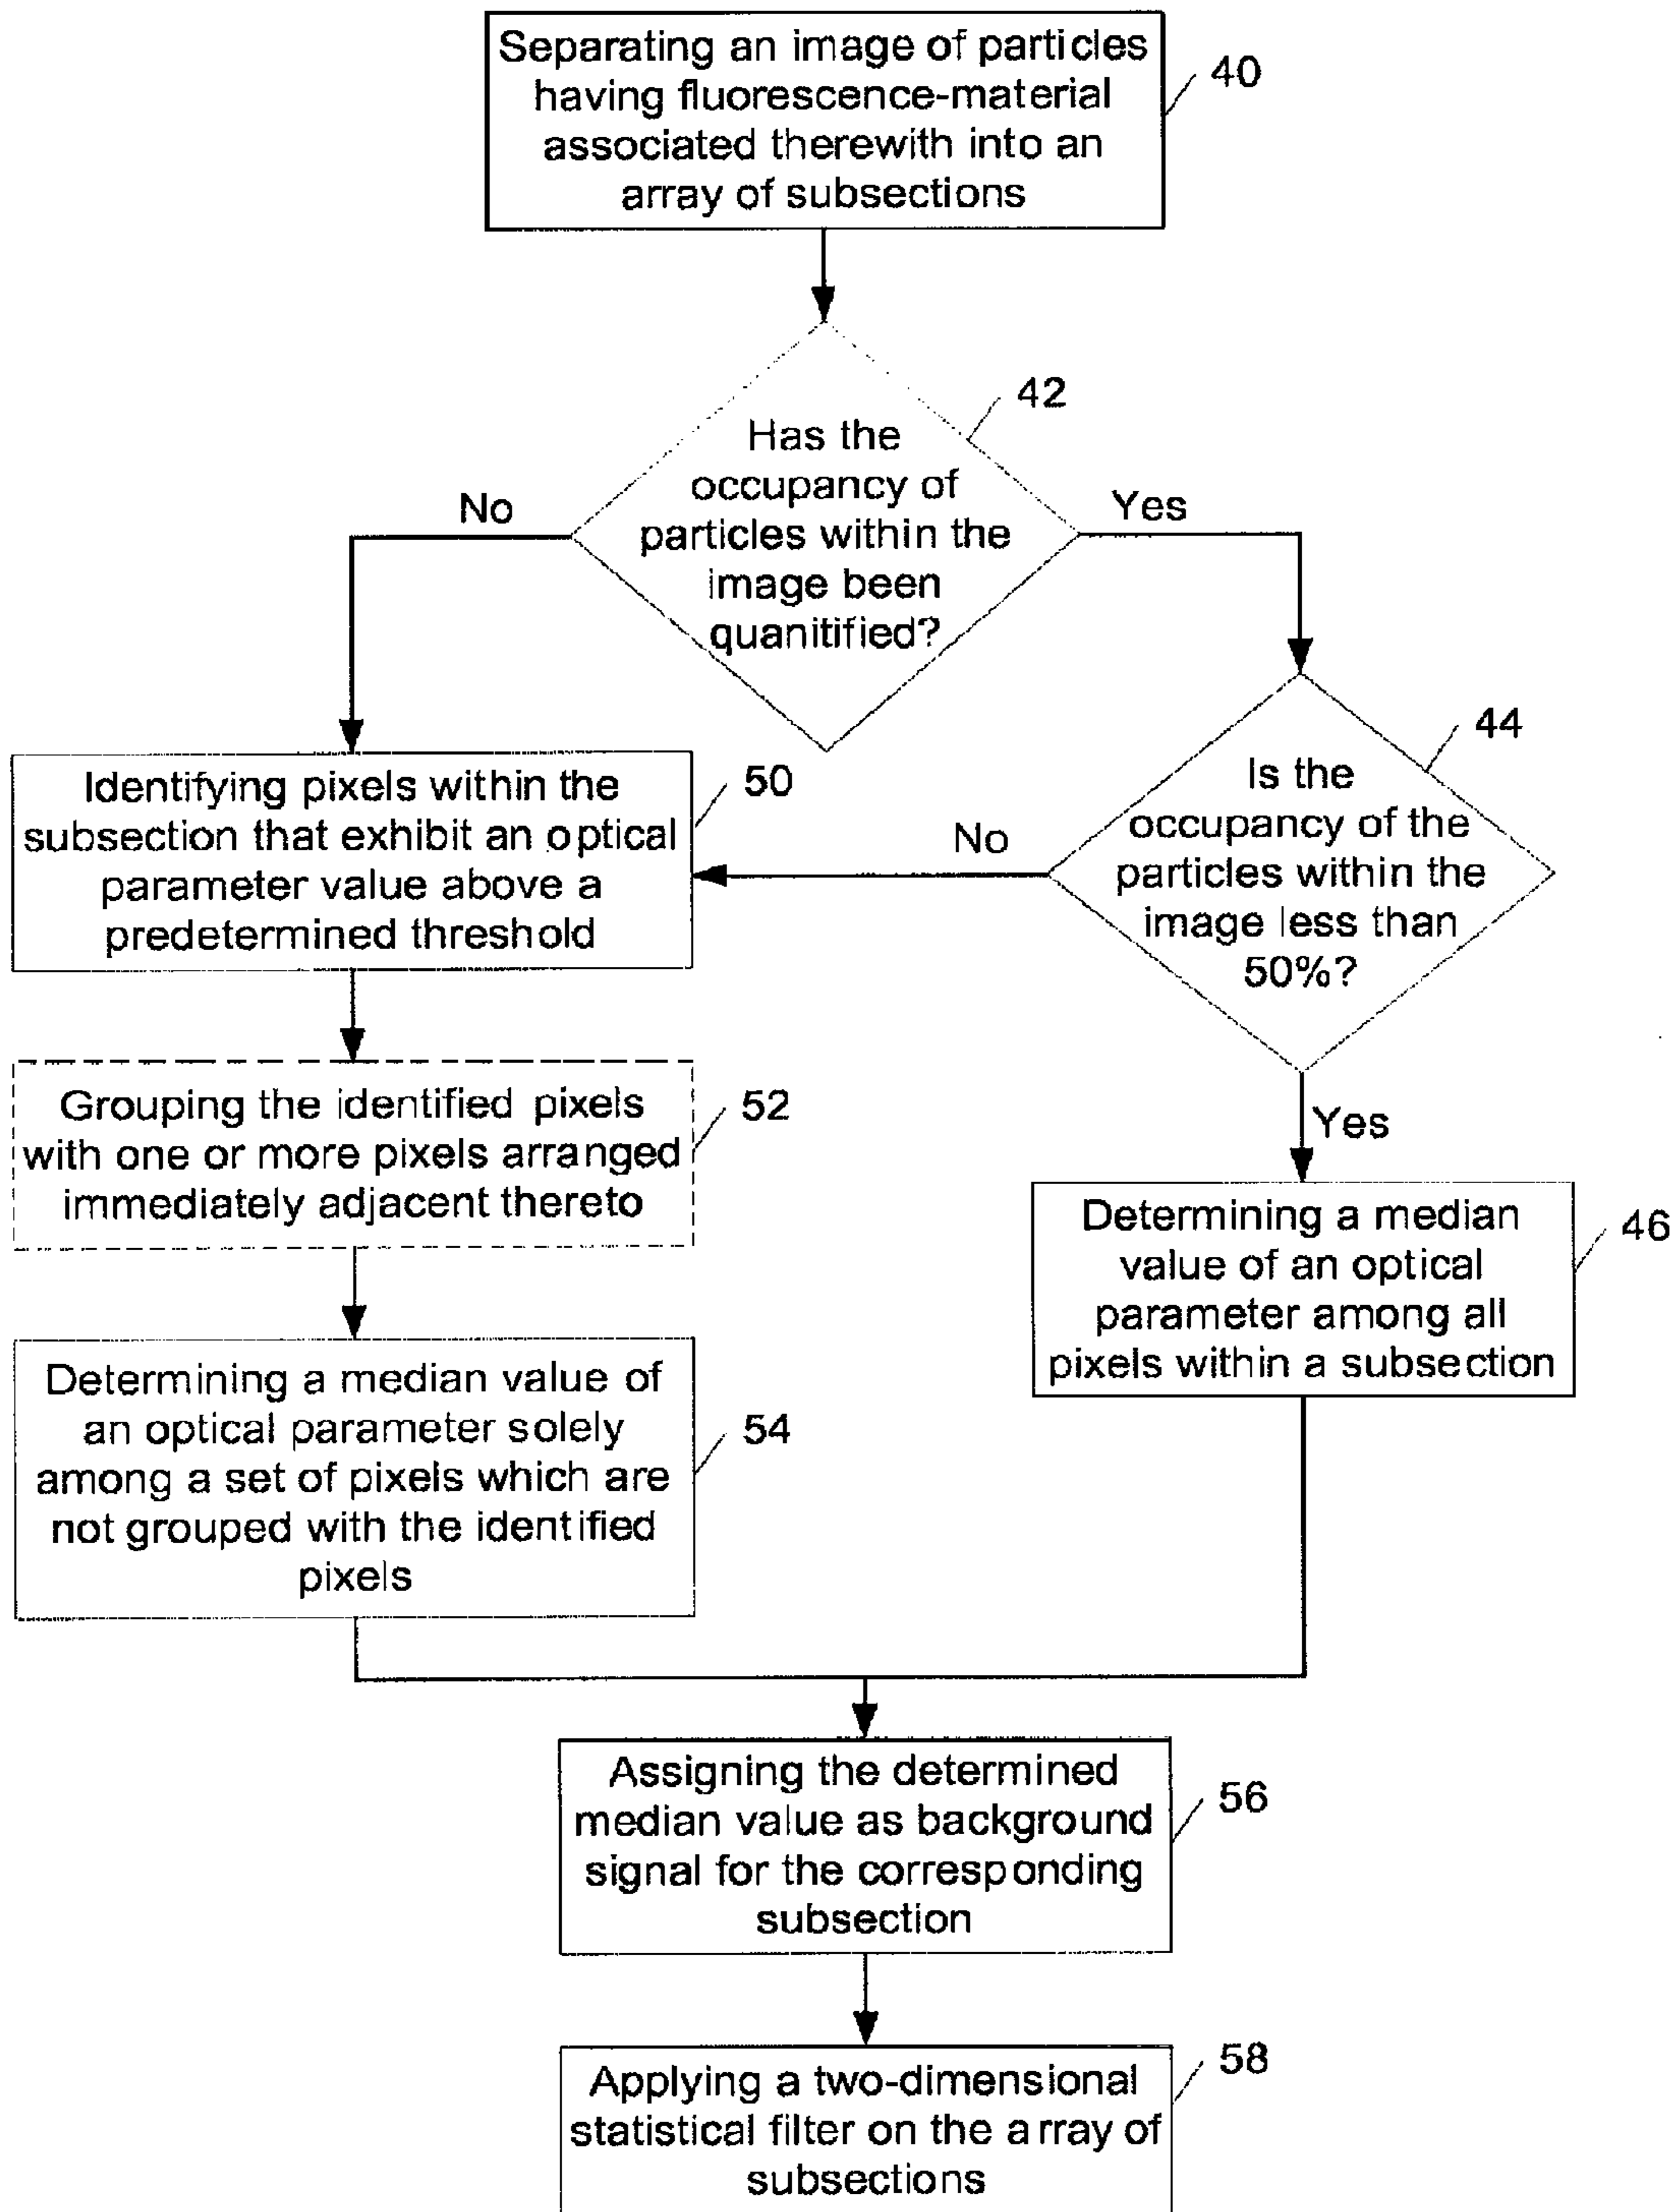 Separating an image of particles
having fluorescence-material
associated therewith into an
array of subsections
40
42
Has the
occupancy of
particles within the
image been
quanitified?
No
Yes
44
Is the
occupancy of the
particles within the
image less than
50%?
No
Yes
50
Identifying pixels within the
subsection that exhibit an optical
parameter value above a
predetermined threshold
52
Grouping the identified pixels
with one or more pixels arranged
immediately adjacent thereto
46
Determining a median
value of an optical
parameter among all
pixels within a subsection
54
Determining a median value of
an optical parameter solely
among a set of pixels which are
not grouped with the identified
pixels
56
Assigning the determined
median value as background
signal for the corresponding
subsection
58
Applying a two-dimensional
statistical filter on the array of
subsections